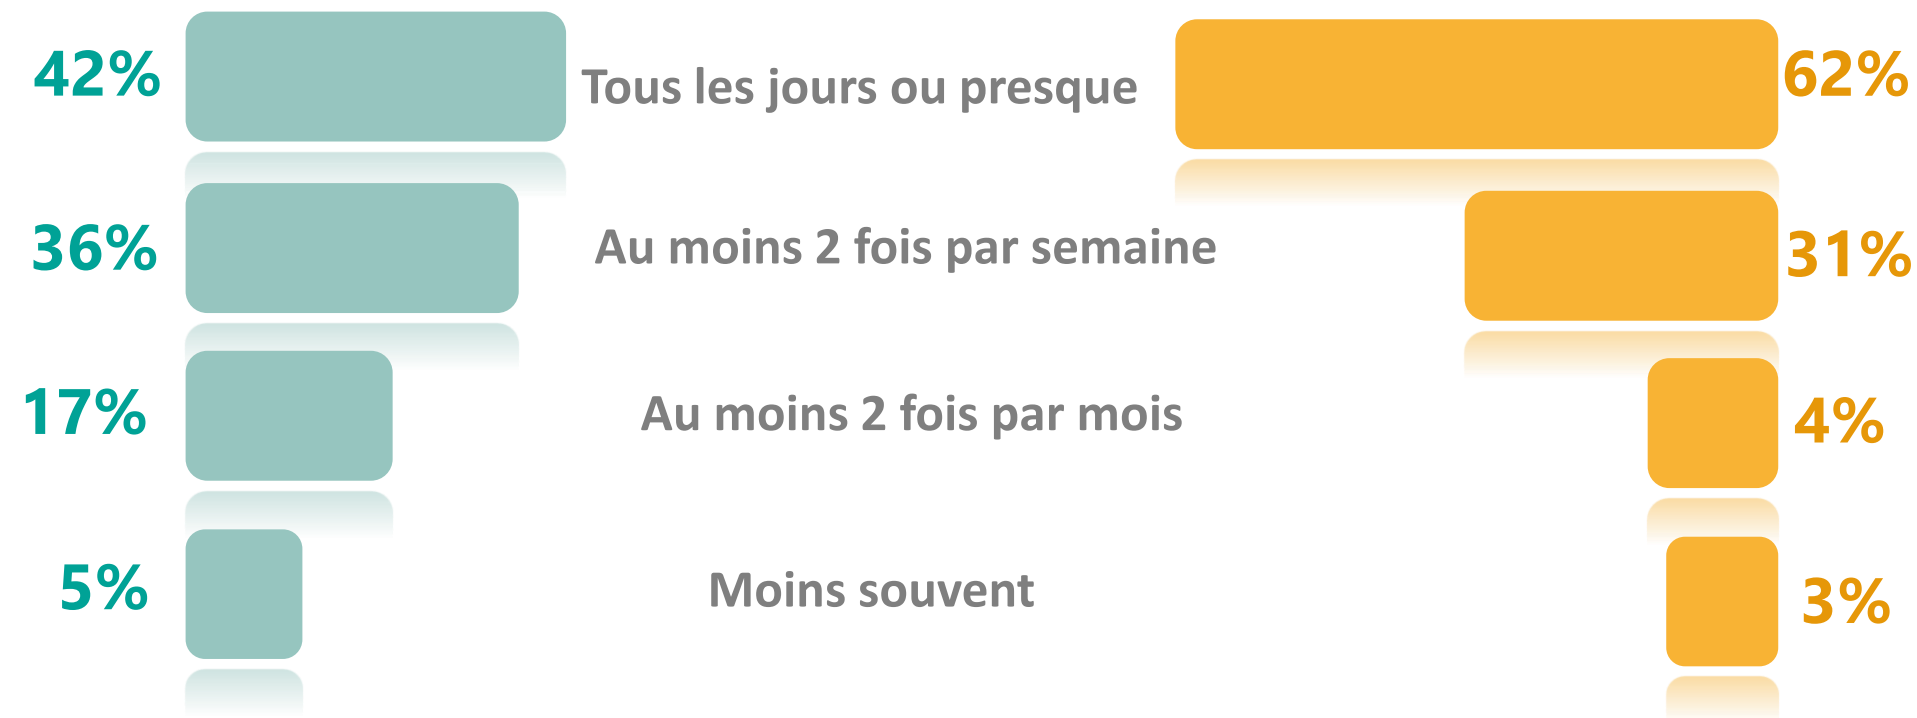 42% Tous les jours ou presque 62%
36% Au moins 2 fois par semaine 31%
17% Au moins 2 fois par mois 4%
5% Moins souvent 3%